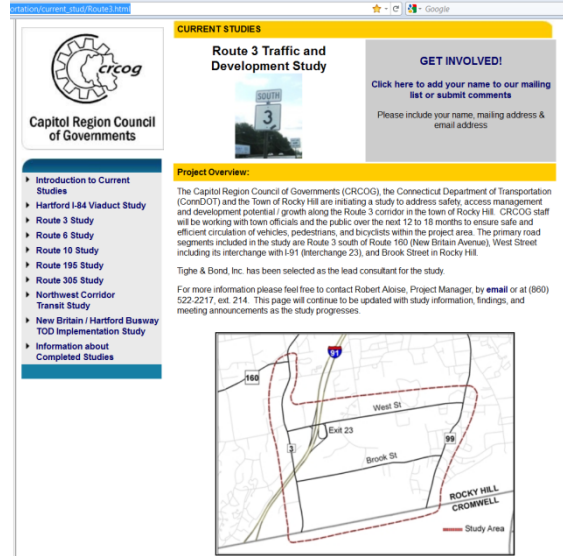 ortation/current_stud/Route3.html
Google
CURRENT STUDIES
crcog
Capitol Region Council
of Governments
Route 3 Traffic and
Development Study
SOUTH
3
GET INVOLVED!
Click here to add your name to our mailing
list or submit comments
Please include your name, mailing address &
email address
Introduction to Current
Studies
Hartford I-84 Viaduct Study
Route 3 Study
Route 6 Study
Route 10 Study
Route 195 Study
Route 305 Study
Northwest Corridor
Transit Study
New Britain / Hartford Busway
TOD Implementation Study
Information about
Completed Studies
Project Overview:
The Capitol Region Council of Governments (CRCOG), the Connecticut Department of Transportation
(ConnDOT) and the Town of Rocky Hill are initiating a study to address safety, access management
and development potential / growth along the Route 3 corridor in the town of Rocky Hill. CRCOG staff
will be working with town officials and the public over the next 12 to 18 months to ensure safe and
efficient circulation of vehicles, pedestrians, and bicyclists within the project area. The primary road
segments included in the study are Route 3 south of Route 160 (New Britain Avenue), West Street
including its interchange with I-91 (Interchange 23), and Brook Street in Rocky Hill.
Tighe & Bond, Inc. has been selected as the lead consultant for the study.
For more information please feel free to contact Robert Aloise, Project Manager, by email or at (860)
522-2217, ext. 214. This page will continue to be updated with study information, findings, and
meeting announcements as the study progresses.
91
160
West St
Exit 23
3
99
Brook St
ROCKY HILL
CROMWELL
Study Area